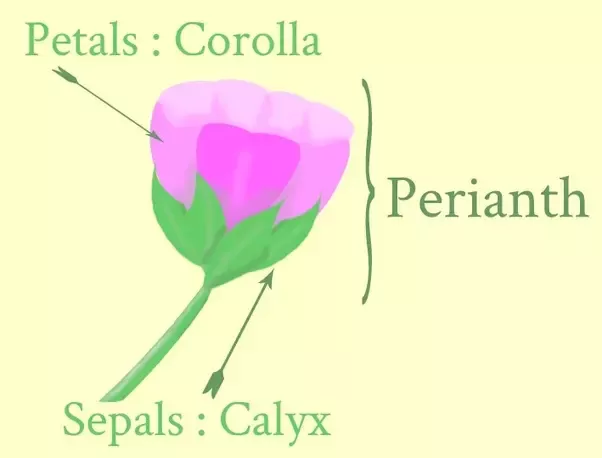 Petals : Corolla
Perianth
Sepals : Calyx